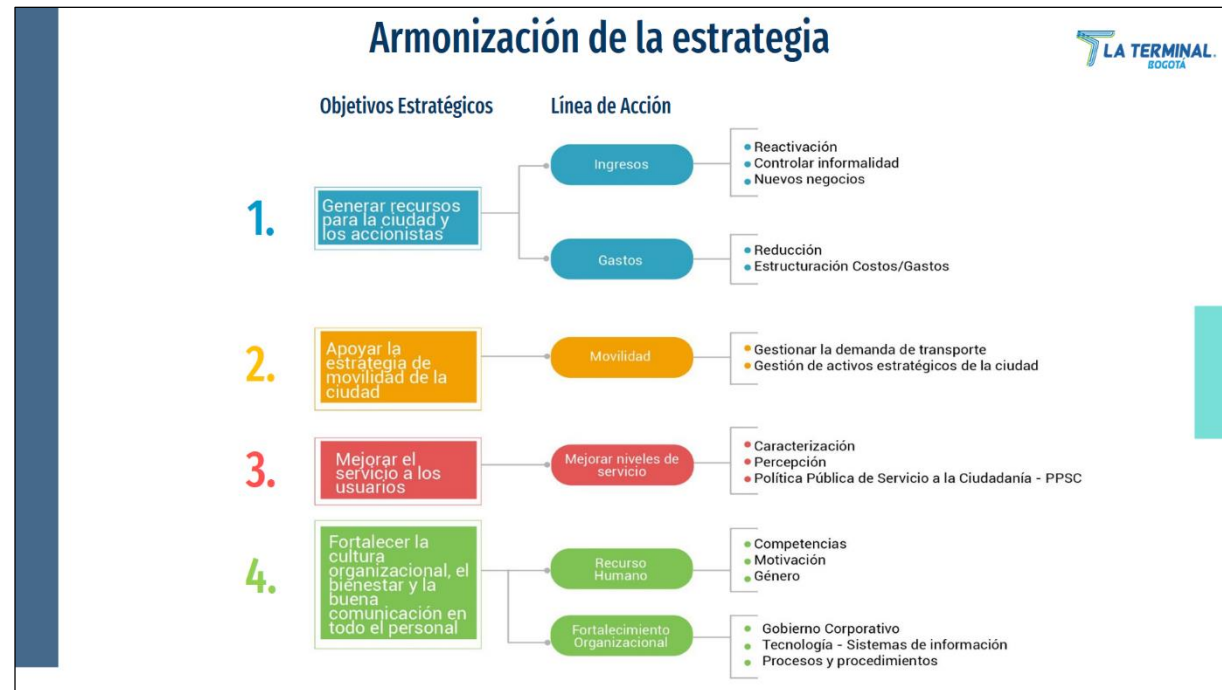 Armonización de la estrategia
LA TERMINAL.
BOGOTÁ
Objetivos Estratégicos
Línea de Acción
1.
Generar recursos
para la ciudad y
los accionistas
Ingresos
Reactivación
Controlar informalidad
Nuevos negocios
Gastos
Reducción
Estructuración Costos/Gastos
2.
Apoyar la
estrategia de
movilidad de la
ciudad
Movilidad
Gestionar la demanda de transporte
Gestión de activos estratégicos de la ciudad
3.
Mejorar el
servicio a los
usuarios
Mejorar niveles de
servicio
Caracterización
Percepción
Política Pública de Servicio a la Ciudadanía - PPSC
4.
Fortalecer la
cultura
organizacional, el
bienestar y la
buena
comunicación en
todo el personal
Recurso
Humano
Competencias
Motivación
Género
Fortalecimiento
Organizacional
Gobierno Corporativo
Tecnología - Sistemas de información
Procesos y procedimientos